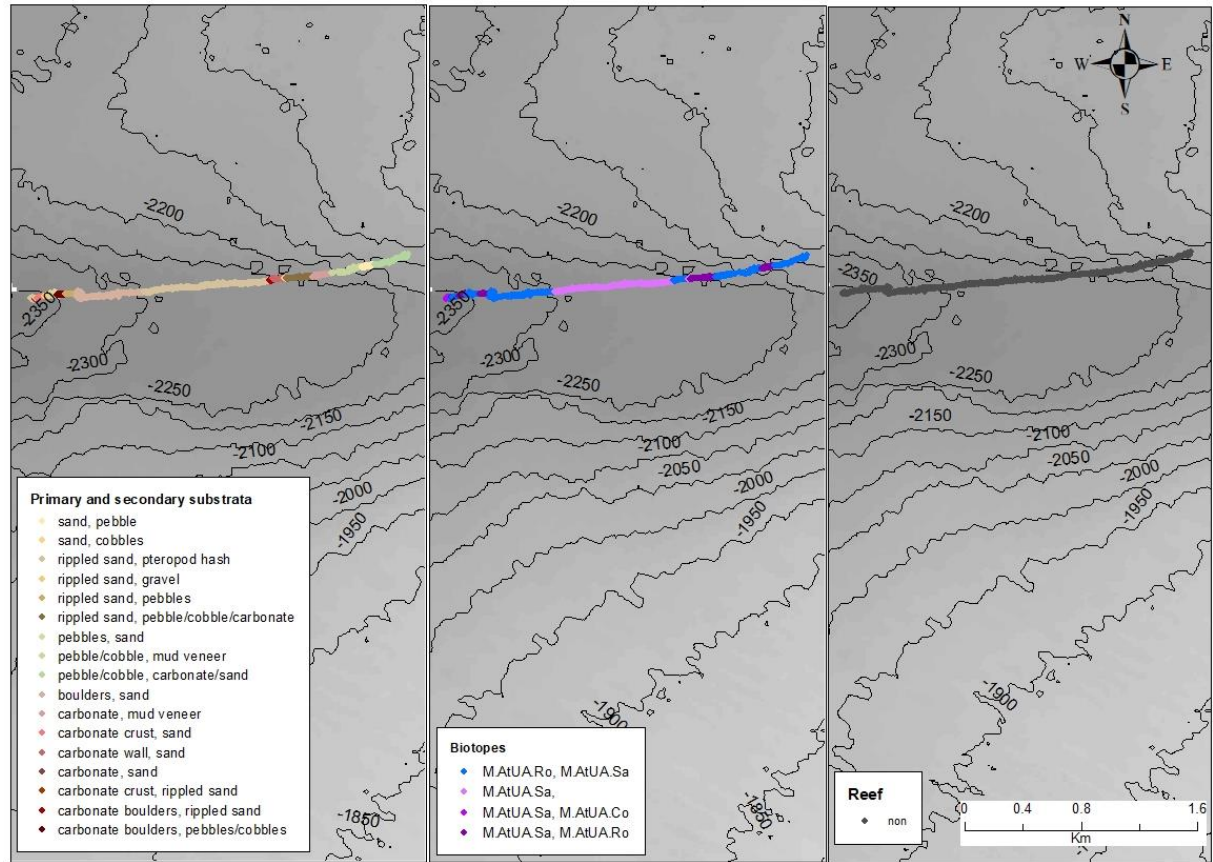 -2200
-2350
-2300
-2250
-2150
-2100
-2050
-2000
-1950
-1900
-1850
Primary and secondary substrata
sand, pebble
sand, cobbles
rippled sand, pteropod hash
rippled sand, gravel
rippled sand, pebbles
rippled sand, pebble/cobble/carbonate
pebbles, sand
pebble/cobble, mud veneer
pebble/cobble, carbonate/sand
boulders, sand
carbonate, mud veneer
carbonate crust, sand
carbonate wall, sand
carbonate, sand
carbonate crust, rippled sand
carbonate boulders, rippled sand
carbonate boulders, pebbles/cobbles
-2200
-2350
-2300
-2250
-2150
-2100
-2050
-2000
-1950
-1900
-1850
Biotopes
M.AtUA.Ro, M.AtUA.Sa
M.AtUA.Sa,
M.AtUA.Sa, M.AtUA.Co
M.AtUA.Sa, M.AtUA.Ro
N
W E
S
-2200
-2350
-2300
-2250
-2150
-2100
-2050
-2000
-1950
-1900
-1850
Reef
non
0 0.4 0.8 1.6
Km